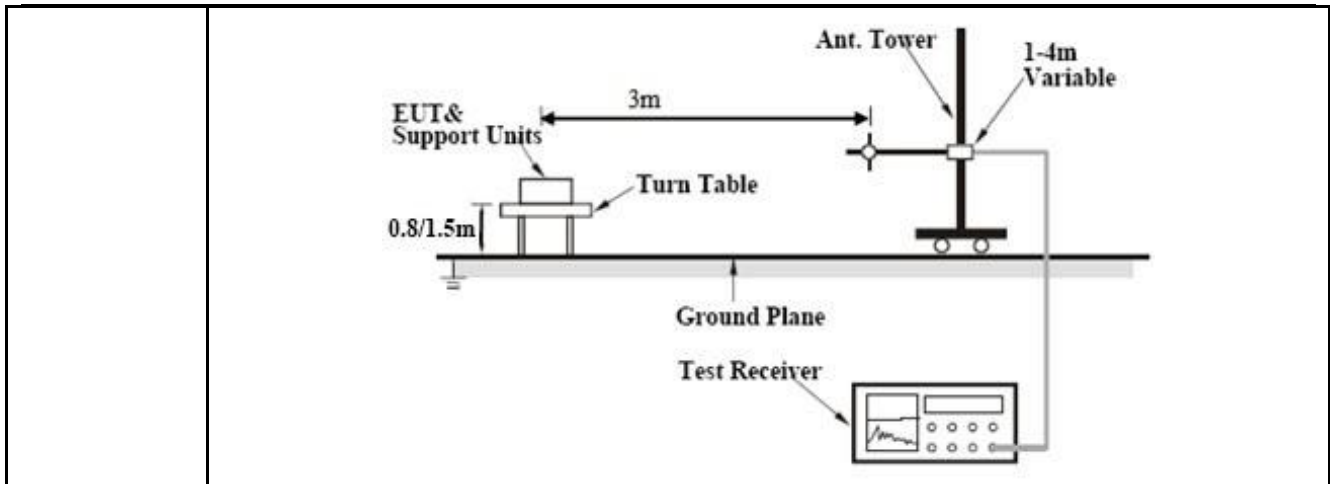 Ant. Tower
1-4m
Variable
3m
EUT&
Support Units
Turn Table
0.8/1.5m
Ground Plane
Test Receiver